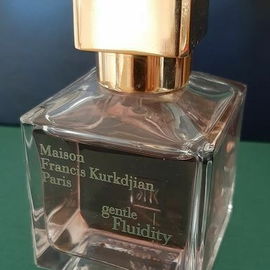 Maison
Francis Kurkdjian
Paris
gentle
Fluidity